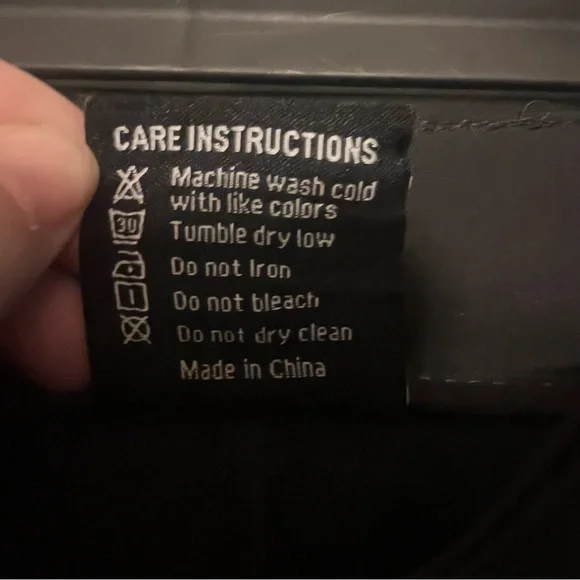 CARE INSTRUCTIONS
Machine wash cold
with like colors
30
Tumble dry low
Do not Iron
Do not bleach
Do not dry clean
Made in China